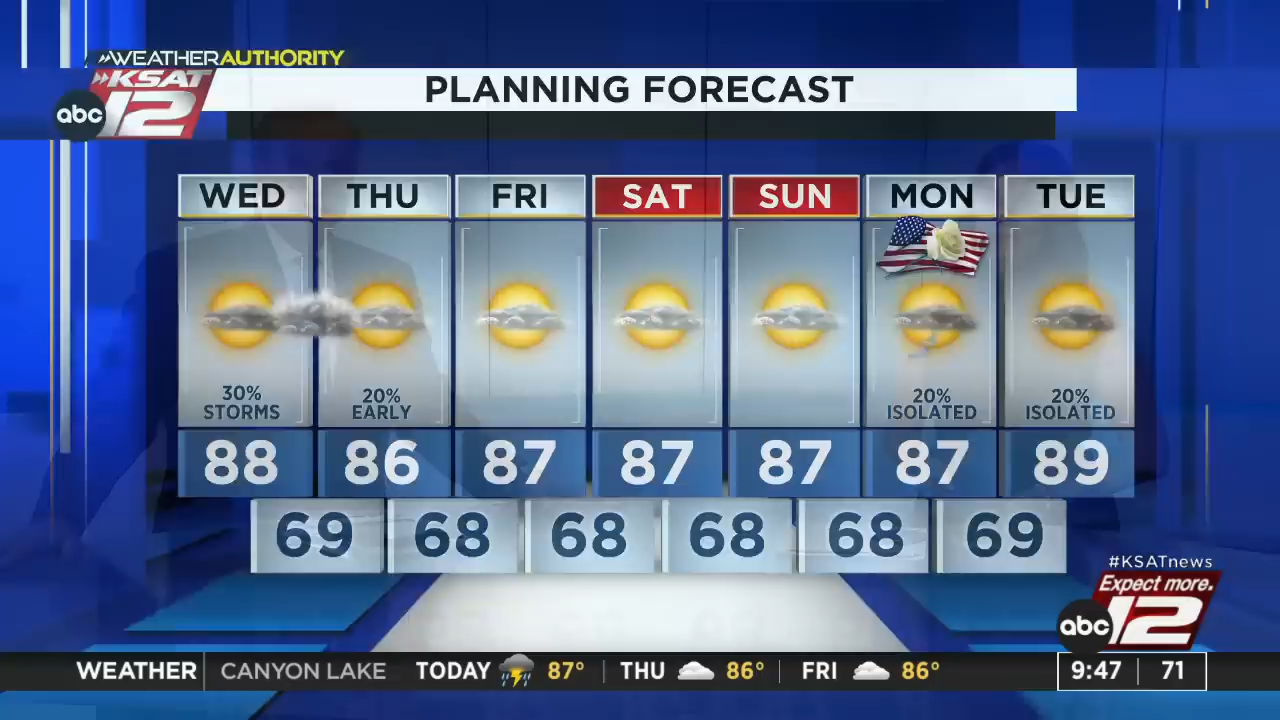 WEATHERAUTHORITY
KSAT
abc 12
PLANNING FORECAST
WED THU FRI SAT SUN MON TUE
30% STORMS
20% EARLY
20% ISOLATED
20% ISOLATED
88 86 87 87 87 87 89
69 68 68 68 68 69
#KSATnews
Expect more.
abc 12
WEATHER CANYON LAKE TODAY 87° THU 86° FRI 86°
9:47 71